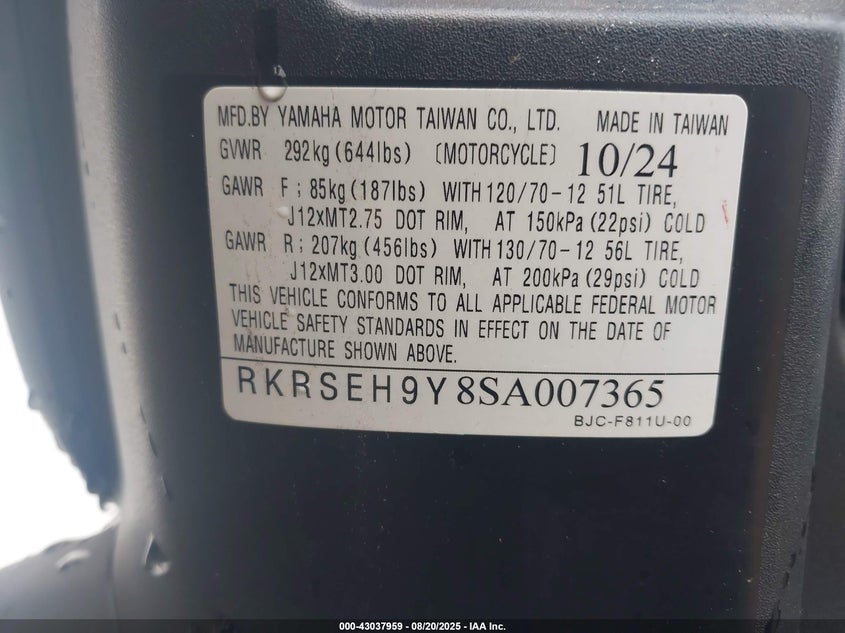 MFD.BY YAMAHA MOTOR TAIWAN CO., LTD. MADE IN TAIWAN
GVWR 292kg (644lbs) (MOTORCYCLE) 10/24
GAWR F ; 85kg (187lbs) WITH 120/70-12 51L TIRE,
J12xMT2.75 DOT RIM, AT 150kPa (22psi) COLD
GAWR R ; 207kg (456lbs) WITH 130/70-12 56L TIRE,
J12xMT3.00 DOT RIM, AT 200kPa (29psi) COLD
THIS VEHICLE CONFORMS TO ALL APPLICABLE FEDERAL MOTOR
VEHICLE SAFETY STANDARDS IN EFFECT ON THE DATE OF
MANUFACTURE SHOWN ABOVE.
RKRSEH9Y8SA007365
BJC-F811U-00
000-43037959 - 08/20/2025 - IAA Inc.